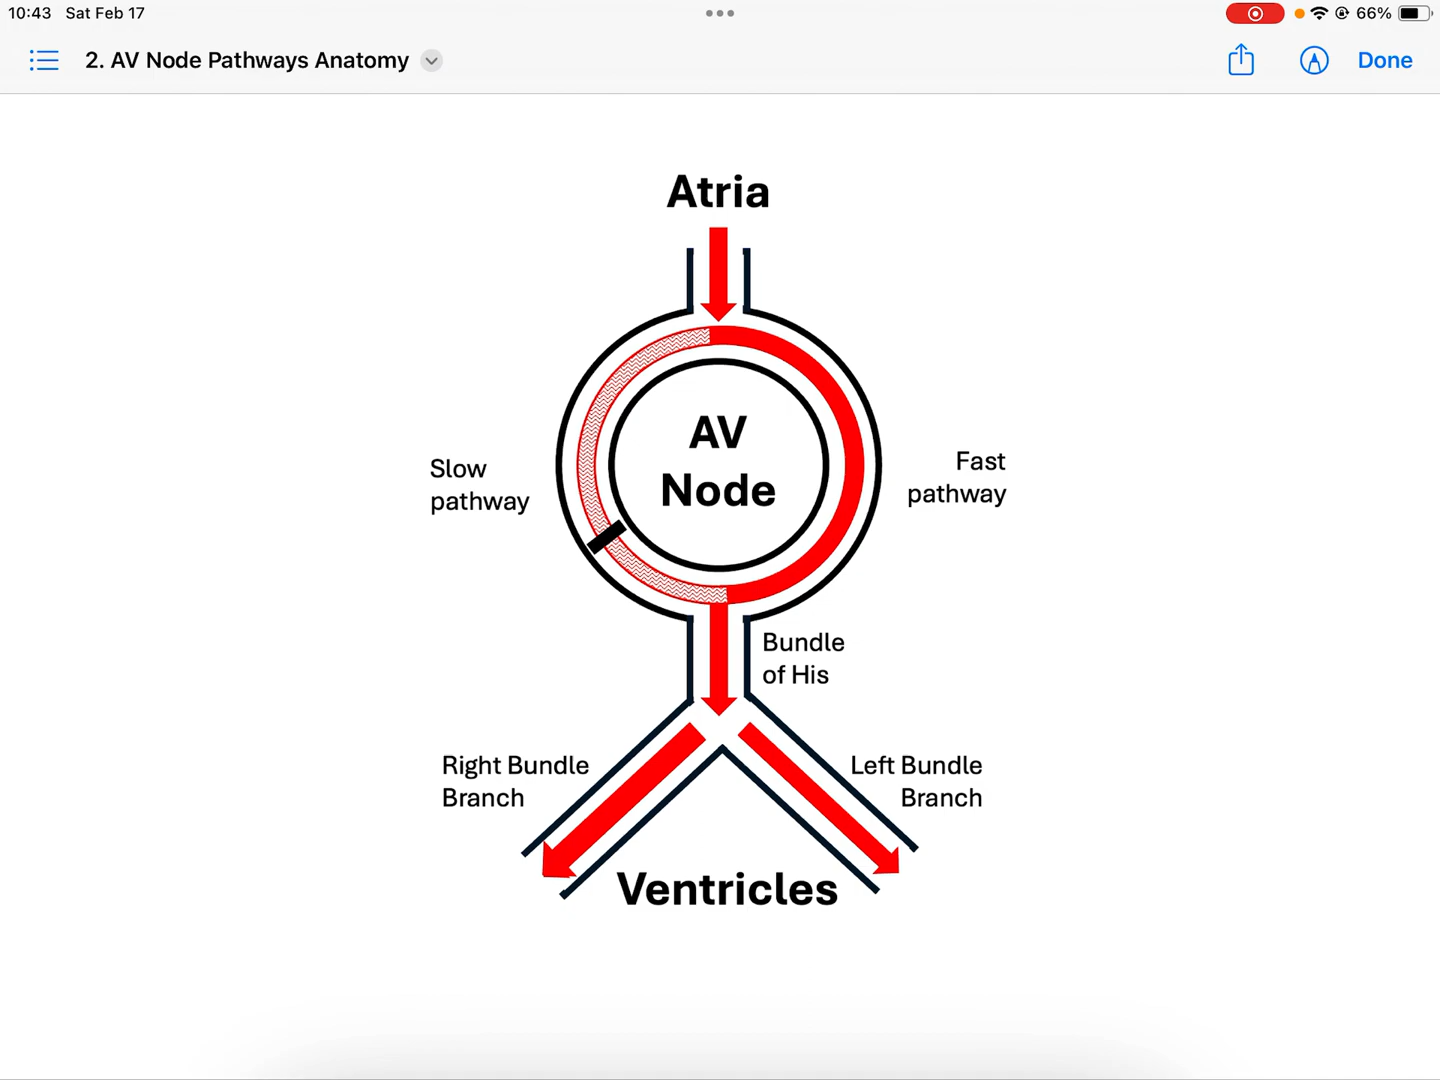 10:43 Sat Feb 17
66%
2. AV Node Pathways Anatomy
Done
Atria
AV
Node
Slow
pathway
Fast
pathway
Bundle
of His
Right Bundle
Branch
Left Bundle
Branch
Ventricles